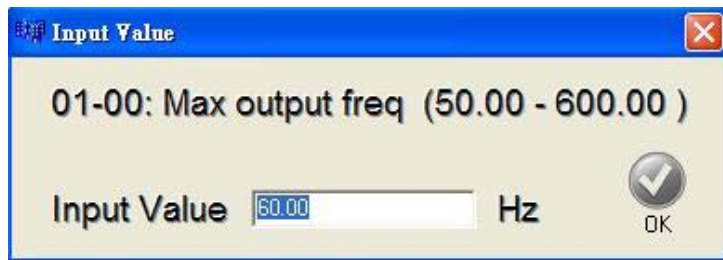 Input Value
01-00: Max output freq (50.00 - 600.00 )
Input Value 60.00 Hz
OK